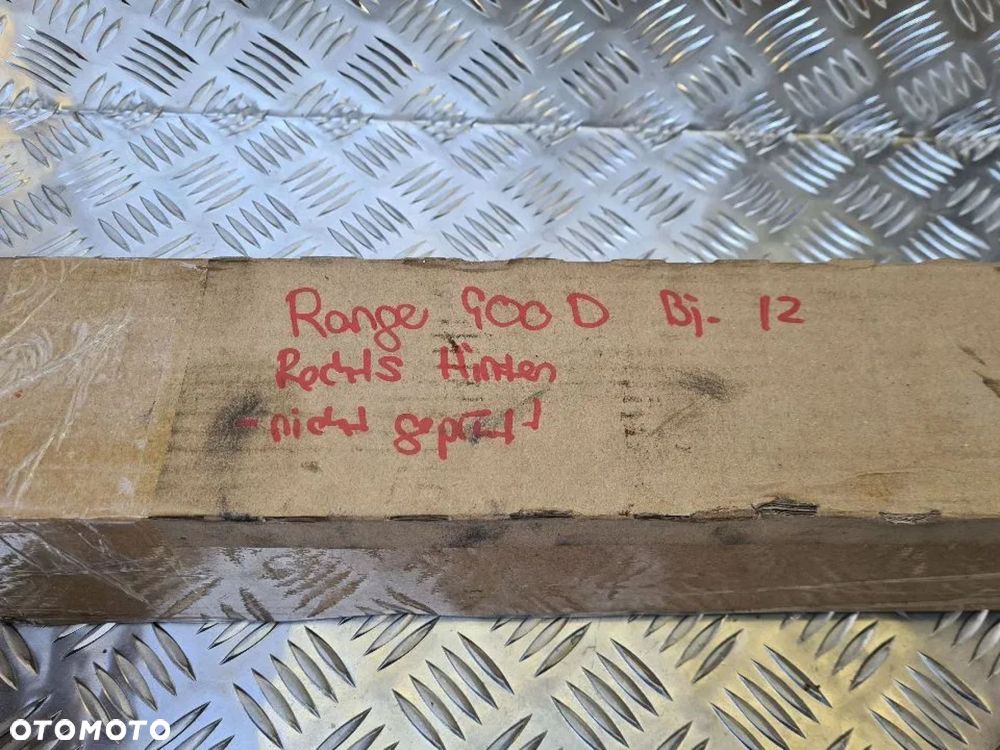 Range 900 D Bj. 12
Rechts Hinten
- nicht geprüft -
OTOMOTO